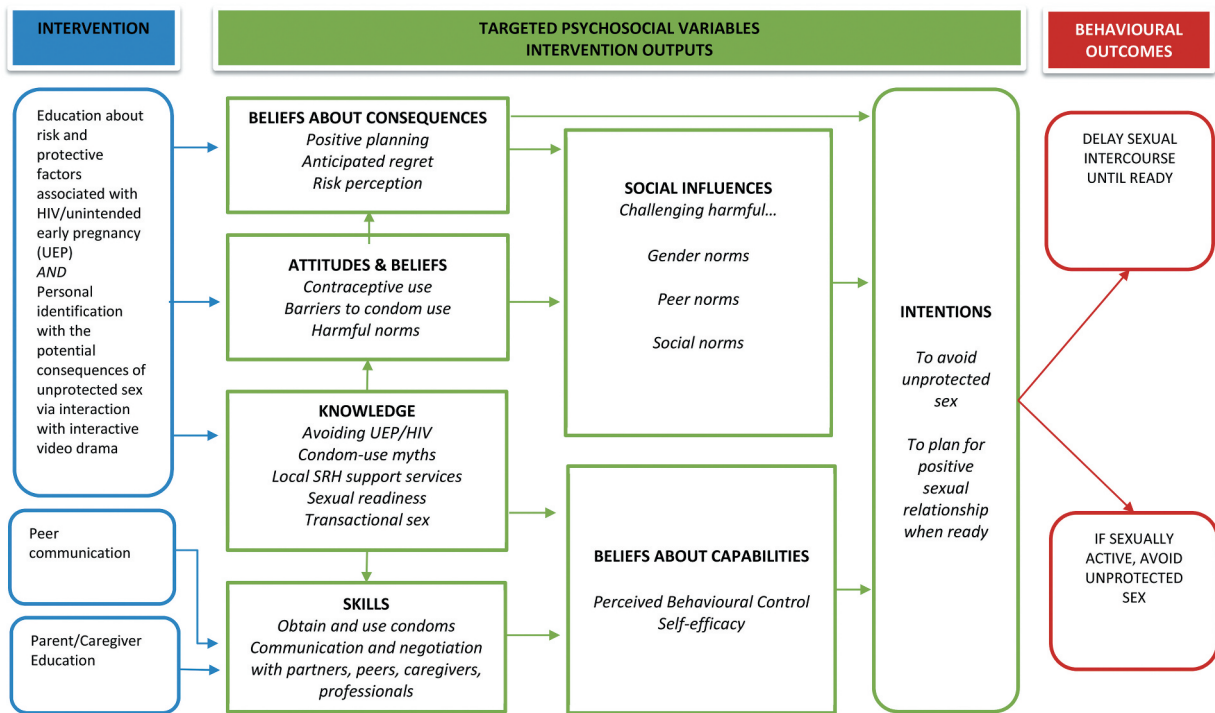 INTERVENTION
TARGETED PSYCHOSOCIAL VARIABLES
INTERVENTION OUTPUTS
BEHAVIOURAL
OUTCOMES
Education about
risk and
protective
factors
associated with
HIV/unintended
early pregnancy
(UEP)
AND
Personal
identification
with the
potential
consequences of
unprotected sex
via interaction
with interactive
video drama
Peer
communication
Parent/Caregiver
Education
BELIEFS ABOUT CONSEQUENCES
Positive planning
Anticipated regret
Risk perception
ATTITUDES & BELIEFS
Contraceptive use
Barriers to condom use
Harmful norms
KNOWLEDGE
Avoiding UEP/HIV
Condom-use myths
Local SRH support services
Sexual readiness
Transactional sex
SKILLS
Obtain and use condoms
Communication and negotiation
with partners, peers, caregivers,
professionals
SOCIAL INFLUENCES
Challenging harmful…
Gender norms
Peer norms
Social norms
BELIEFS ABOUT CAPABILITIES
Perceived Behavioural Control
Self-efficacy
INTENTIONS
To avoid
unprotected
sex
To plan for
positive
sexual
relationship
when ready
DELAY SEXUAL
INTERCOURSE
UNTIL READY
IF SEXUALLY
ACTIVE, AVOID
UNPROTECTED
SEX